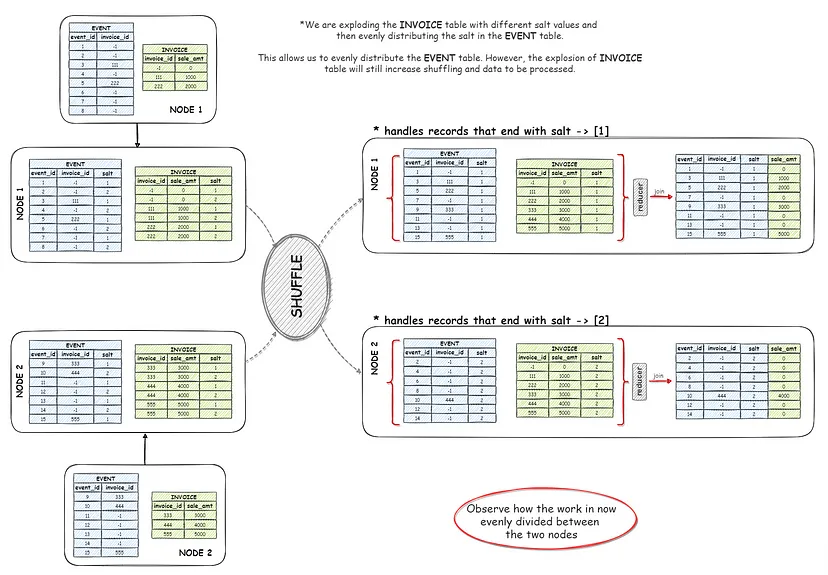 *We are exploding the INVOICE table with different salt values and
then evenly distributing the salt in the EVENT table.
This allows us to evenly distribute the EVENT table. However, the explosion of INVOICE
table will still increase shuffling and data to be processed.
EVENT
event_id invoice_id
1 -1
2 -1
3 111
4 -1
5 222
6 -1
7 -1
8 -1
INVOICE
invoice_id sale_amt
-1 0
111 1000
222 2000
NODE 1
NODE 1
EVENT
event_id invoice_id salt
1 -1 1
2 -1 2
3 111 1
4 -1 2
5 222 1
6 -1 2
7 -1 1
8 -1 2
INVOICE
invoice_id sale_amt salt
-1 0 1
-1 0 2
111 1000 1
111 1000 2
222 2000 1
222 2000 2
SHUFFLE
* handles records that end with salt -> [1]
NODE 1
EVENT
event_id invoice_id salt
1 -1 1
3 111 1
5 222 1
7 -1 1
9 333 1
11 -1 1
13 -1 1
15 555 1
INVOICE
invoice_id sale_amt salt
-1 0 1
111 1000 1
222 2000 1
333 3000 1
444 4000 1
555 5000 1
reducer
join
event_id invoice_id salt sale_amt
1 -1 1 0
3 111 1 1000
5 222 1 2000
7 -1 1 0
9 333 1 3000
11 -1 1 0
13 -1 1 0
15 555 1 5000
NODE 2
EVENT
event_id invoice_id salt
9 333 1
10 444 2
11 -1 1
12 -1 2
13 -1 1
14 -1 2
15 555 1
INVOICE
invoice_id sale_amt salt
333 3000 1
333 3000 2
444 4000 1
444 4000 2
555 5000 1
555 5000 2
* handles records that end with salt -> [2]
NODE 2
EVENT
event_id invoice_id salt
2 -1 2
4 -1 2
6 -1 2
8 -1 2
10 444 2
12 -1 2
14 -1 2
INVOICE
invoice_id sale_amt salt
-1 0 2
111 1000 2
222 2000 2
333 3000 2
444 4000 2
555 5000 2
reducer
join
event_id invoice_id salt sale_amt
2 -1 2 0
4 -1 2 0
6 -1 2 0
8 -1 2 0
10 444 2 4000
12 -1 2 0
14 -1 2 0
EVENT
event_id invoice_id
9 333
10 444
11 -1
12 -1
13 -1
14 -1
15 555
INVOICE
invoice_id sale_amt
333 3000
444 4000
555 5000
NODE 2
Observe how the work in now
evenly divided between
the two nodes